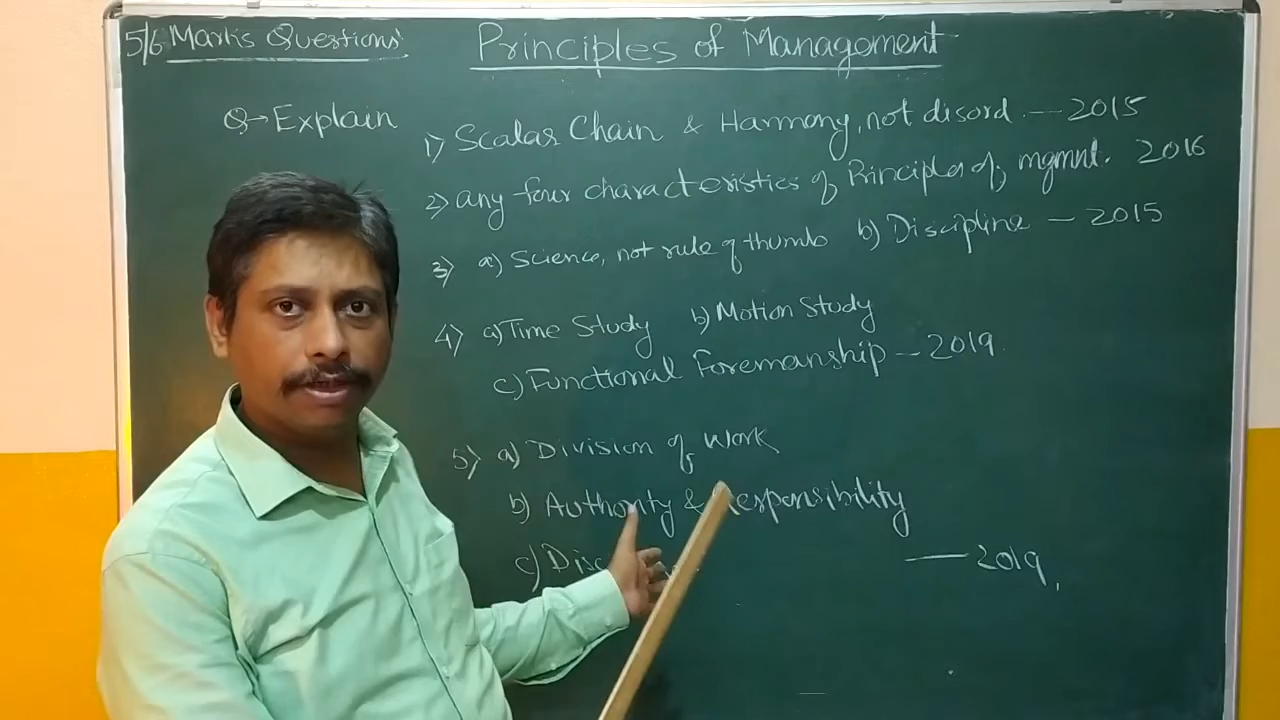 5/6 Marks Questions:
Principles of Management
Q→ Explain
1) Scalar Chain & Harmony, not disord. — 2015
2) any four characteristics of Principles of mgmnt. 2016
3) a) Science, not rule of thumb b) Discipline — 2015
4) a) Time Study b) Motion Study
c) Functional Foremanship — 2019
5) a) Division of Work
b) Authority & Responsibility
c) — 2019,